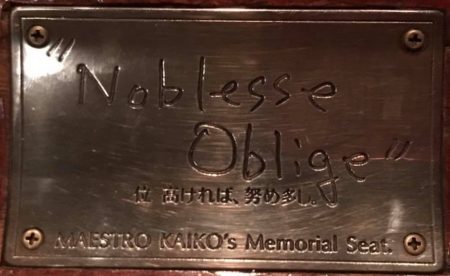 "Noblesse
Oblige"
位 高ければ、努め多し。
MAESTRO KAIKO's Memorial Seat.